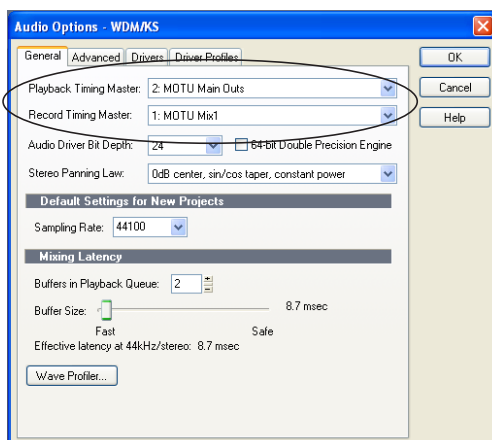 Audio Options - WDM/KS
General Advanced Drivers Driver Profiles
OK
Playback Timing Master: 2: MOTU Main Outs
Cancel
Record Timing Master: 1: MOTU Mix1
Help
Audio Driver Bit Depth: 24 64-bit Double Precision Engine
Stereo Panning Law: 0dB center, sin/cos taper, constant power
Default Settings for New Projects
Sampling Rate: 44100
Mixing Latency
Buffers in Playback Queue: 2
Buffer Size: 8.7 msec
Fast Safe
Effective latency at 44kHz/stereo: 8.7 msec
Wave Profiler...